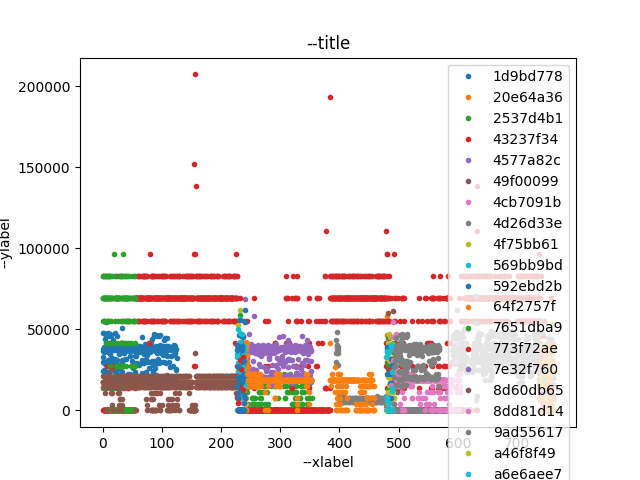 --title
200000
150000
100000
50000
0
--ylabel
0
100
200
300
400
500
600
700
--xlabel
1d9bd778
20e64a36
2537d4b1
43237f34
4577a82c
49f00099
4cb7091b
4d26d33e
4f75bb61
569bb9bd
592ebd2b
64f2757f
7651dba9
773f72ae
7e32f760
8d60db65
8dd81d14
9ad55617
a46f8f49
a6e6aee7